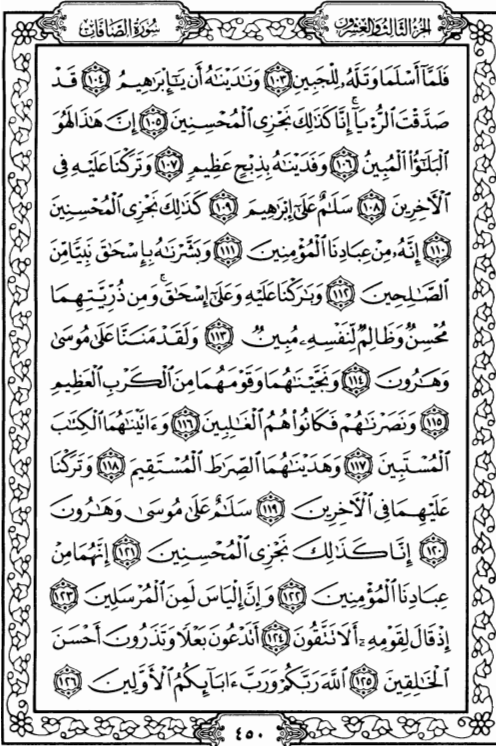 الجزء الثالث والعشرون
سورة الصافات
فَلَمَّآ أَسْلَمَا وَتَلَّهُۥ لِلْجَبِينِ ١٠٣ وَنَٰدَيْنَٰهُ أَن يَٰٓإِبْرَٰهِيمُ ١٠٤ قَدْ
صَدَّقْتَ ٱلرُّءْيَآ ۚ إِنَّا كَذَٰلِكَ نَجْزِى ٱلْمُحْسِنِينَ ١٠٥ إِنَّ هَٰذَا لَهُوَ
ٱلْبَلَٰٓؤُا۟ ٱلْمُبِينُ ١٠٦ وَفَدَيْنَٰهُ بِذِبْحٍ عَظِيمٍ ١٠٧ وَتَرَكْنَا عَلَيْهِ فِى
ٱلْءَاخِرِينَ ١٠٨ سَلَٰمٌ عَلَىٰٓ إِبْرَٰهِيمَ ١٠٩ كَذَٰلِكَ نَجْزِى ٱلْمُحْسِنِينَ
١١٠ إِنَّهُۥ مِنْ عِبَادِنَا ٱلْمُؤْمِنِينَ ١١١ وَبَشَّرْنَٰهُ بِإِسْحَٰقَ نَبِيًّا مِّنَ
ٱلصَّٰلِحِينَ ١١٢ وَبَٰرَكْنَا عَلَيْهِ وَعَلَىٰٓ إِسْحَٰقَ ۚ وَمِن ذُرِّيَّتِهِمَا
مُحْسِنٌ وَظَالِمٌ لِّنَفْسِهِۦ مُبِينٌ ١١٣ وَلَقَدْ مَنَنَّا عَلَىٰ مُوسَىٰ
وَهَٰرُونَ ١١٤ وَنَجَّيْنَٰهُمَا وَقَوْمَهُمَا مِنَ ٱلْكَرْبِ ٱلْعَظِيمِ
١١٥ وَنَصَرْنَٰهُمْ فَكَانُوا۟ هُمُ ٱلْغَٰلِبِينَ ١١٦ وَءَاتَيْنَٰهُمَا ٱلْكِتَٰبَ
ٱلْمُسْتَبِينَ ١١٧ وَهَدَيْنَٰهُمَا ٱلصِّرَٰطَ ٱلْمُسْتَقِيمَ ١١٨ وَتَرَكْنَا
عَلَيْهِمَا فِى ٱلْءَاخِرِينَ ١١٩ سَلَٰمٌ عَلَىٰ مُوسَىٰ وَهَٰرُونَ
١٢٠ إِنَّا كَذَٰلِكَ نَجْزِى ٱلْمُحْسِنِينَ ١٢١ إِنَّهُمَا مِنْ
عِبَادِنَا ٱلْمُؤْمِنِينَ ١٢٢ وَإِنَّ إِلْيَاسَ لَمِنَ ٱلْمُرْسَلِينَ ١٢٣
إِذْ قَالَ لِقَوْمِهِۦٓ أَلَا تَتَّقُونَ ١٢٤ أَتَدْعُونَ بَعْلًا وَتَذَرُونَ أَحْسَنَ
ٱلْخَٰلِقِينَ ١٢٥ ٱللَّهَ رَبَّكُمْ وَرَبَّ ءَابَآئِكُمُ ٱلْأَوَّلِينَ ١٢٦
٤٥٠